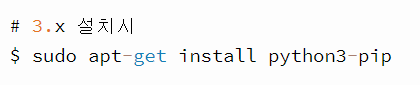 # 3.x 설치시
$ sudo apt-get install python3-pip